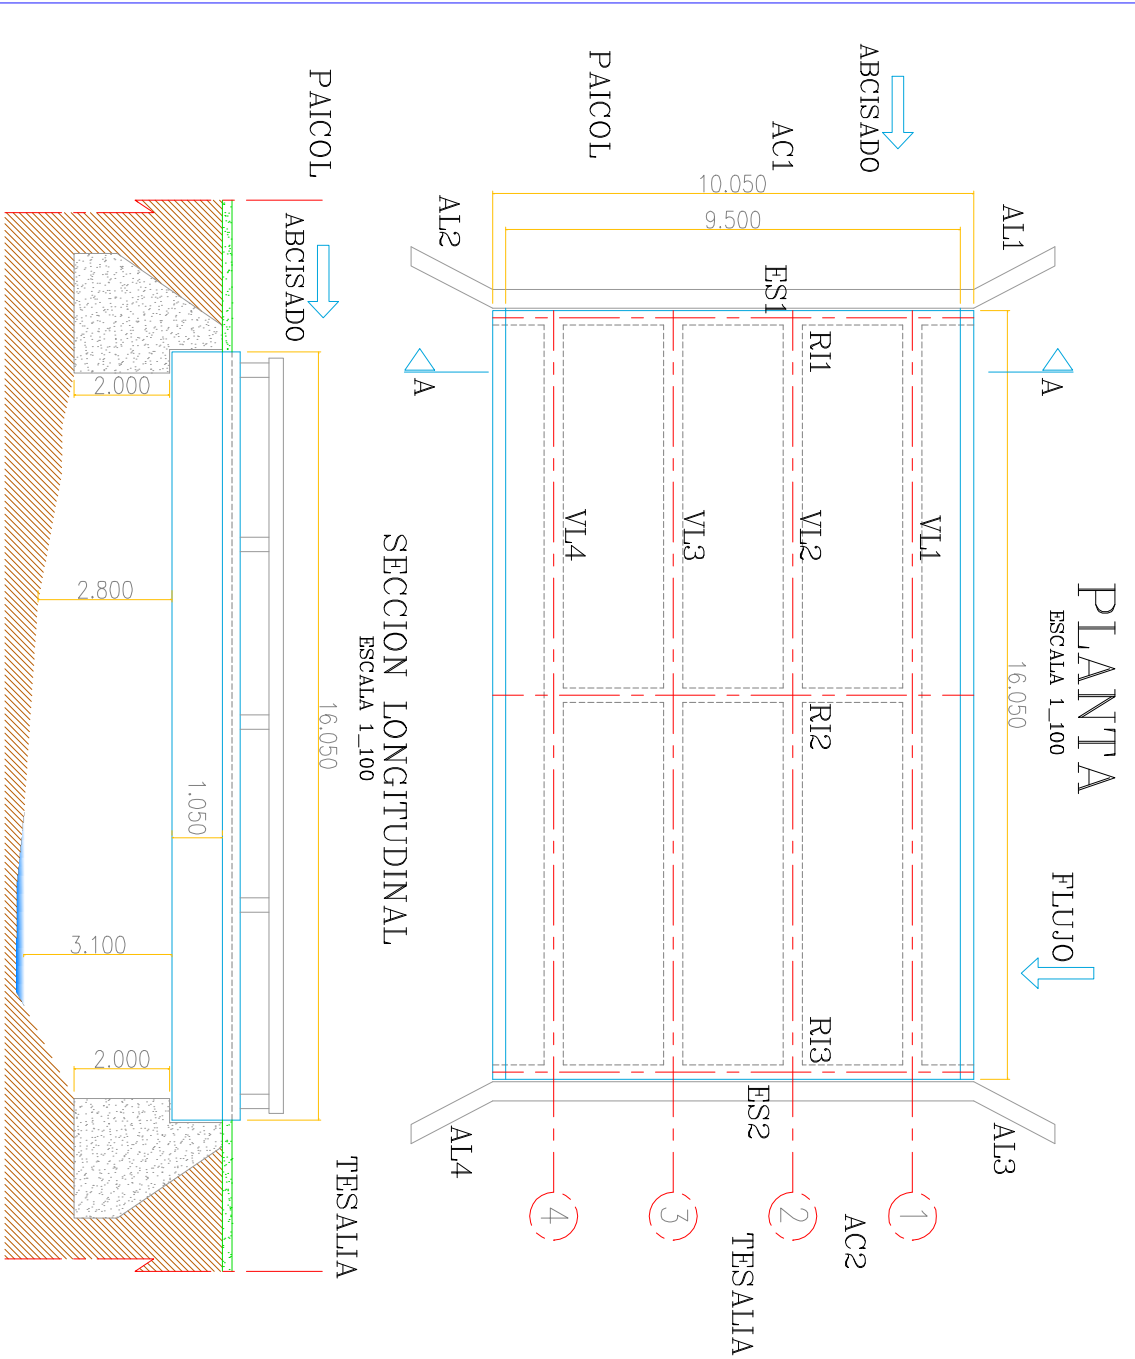 PLANTA
ESCALA 1_100
16.050
FLUJO
ABCISADO
PAICOL
AC1
10.050
9.500
AL1
AL2
ES1
A
A
RI1
VL1
VL2
VL3
VL4
RI2
RI3
ES2
AL3
AL4
1
2
3
4
AC2
TESALIA
SECCION LONGITUDINAL
ESCALA 1_100
PAICOL
ABCISADO
16.050
2.000
2.800
1.050
3.100
2.000
TESALIA